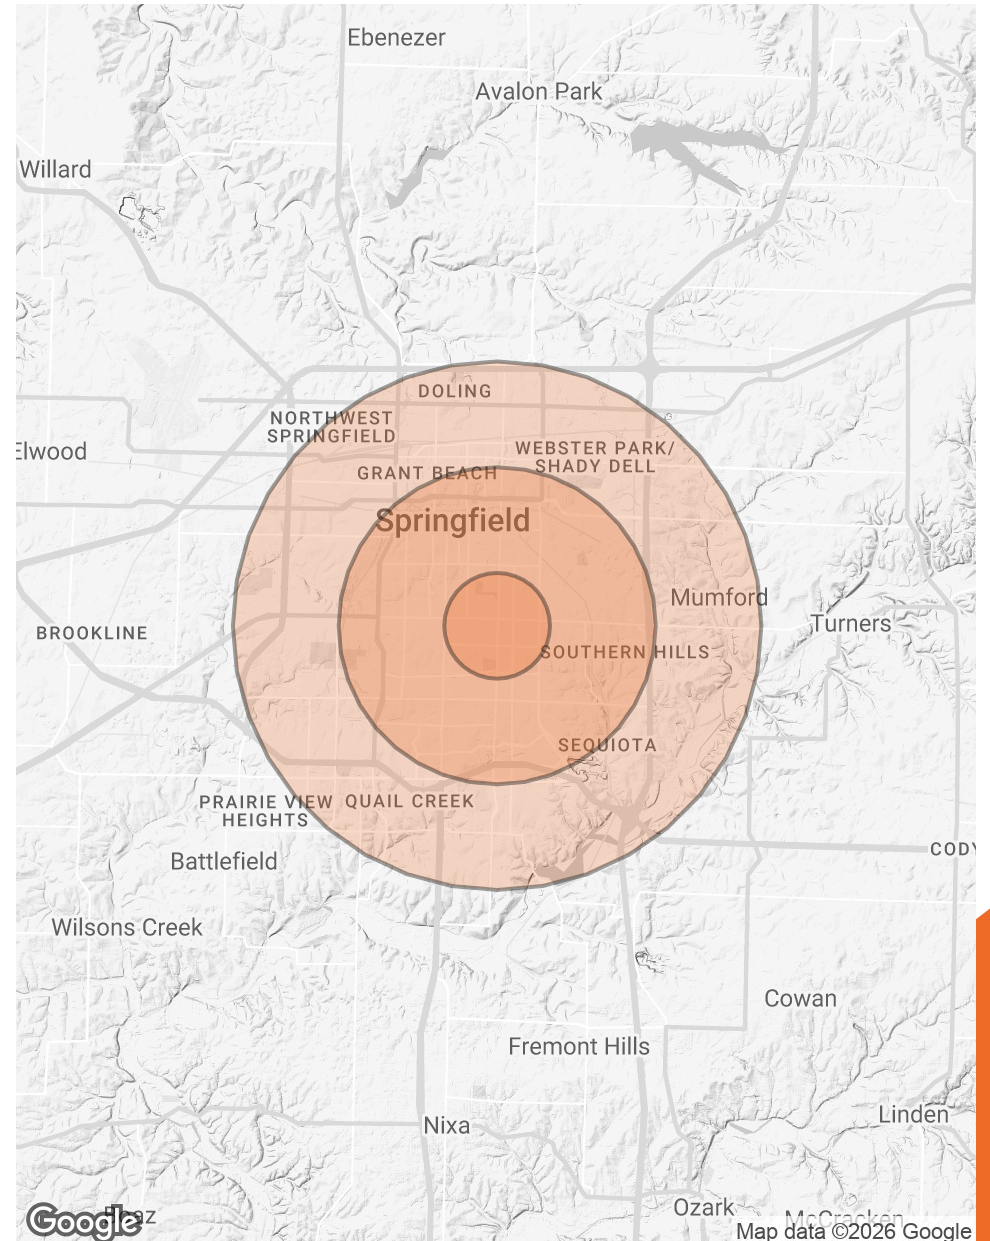 Ebenezer
Avalon Park
Willard
DOLING
NORTHWEST
SPRINGFIELD
WEBSTER PARK/
SHADY DELL
Elwood
GRANT BEACH
Springfield
Mumford
Turners
BROOKLINE
SOUTHERN HILLS
SEQUIOTA
PRAIRIE VIEW
HEIGHTS
QUAIL CREEK
CODY
Battlefield
Wilsons Creek
Cowan
Fremont Hills
Linden
Nixa
Ozark
McCracken
Google
Map data ©2026 Google